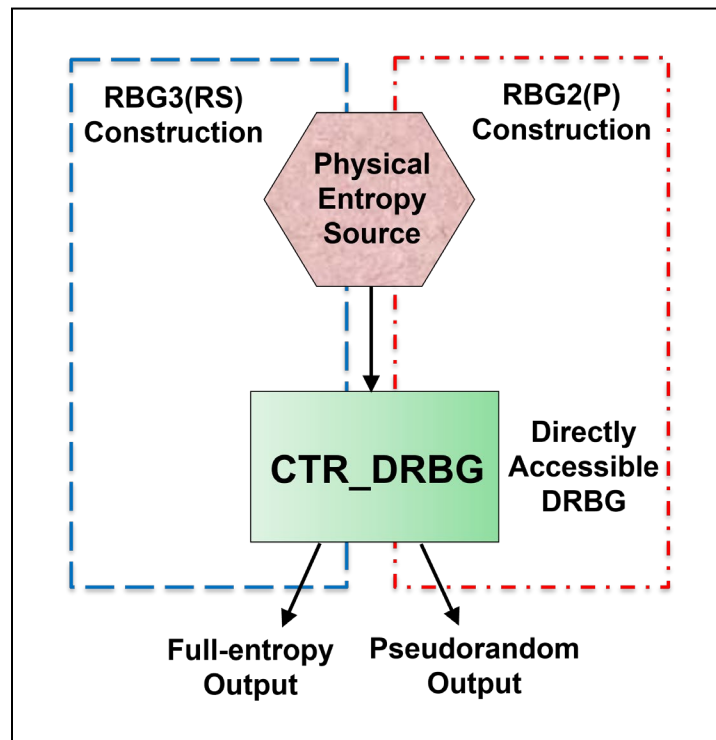 RBG3(RS)
Construction
RBG2(P)
Construction
Physical
Entropy
Source
CTR_DRBG
Directly
Accessible
DRBG
Full-entropy
Output
Pseudorandom
Output